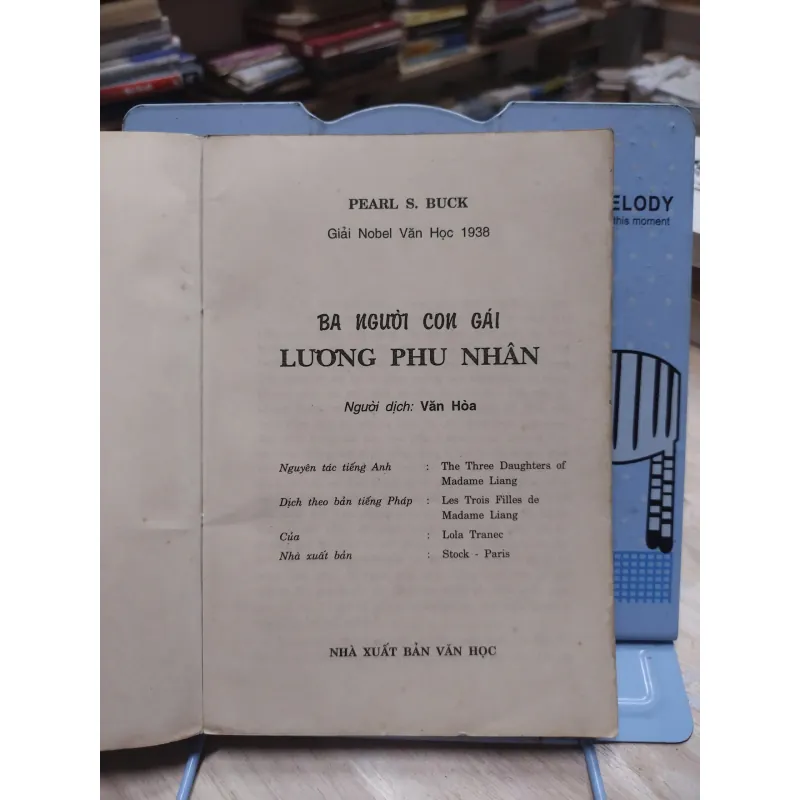 PEARL S. BUCK
Giải Nobel Văn Học 1938
BA NGƯỜI CON GÁI
LƯƠNG PHU NHÂN
Người dịch: Văn Hòa
Nguyên tác tiếng Anh : The Three Daughters of
Madame Liang
Dịch theo bản tiếng Pháp : Les Trois Filles de
Madame Liang
Của : Lola Tranec
Nhà xuất bản : Stock - Paris
NHÀ XUẤT BẢN VĂN HỌC
ELODY
this moment